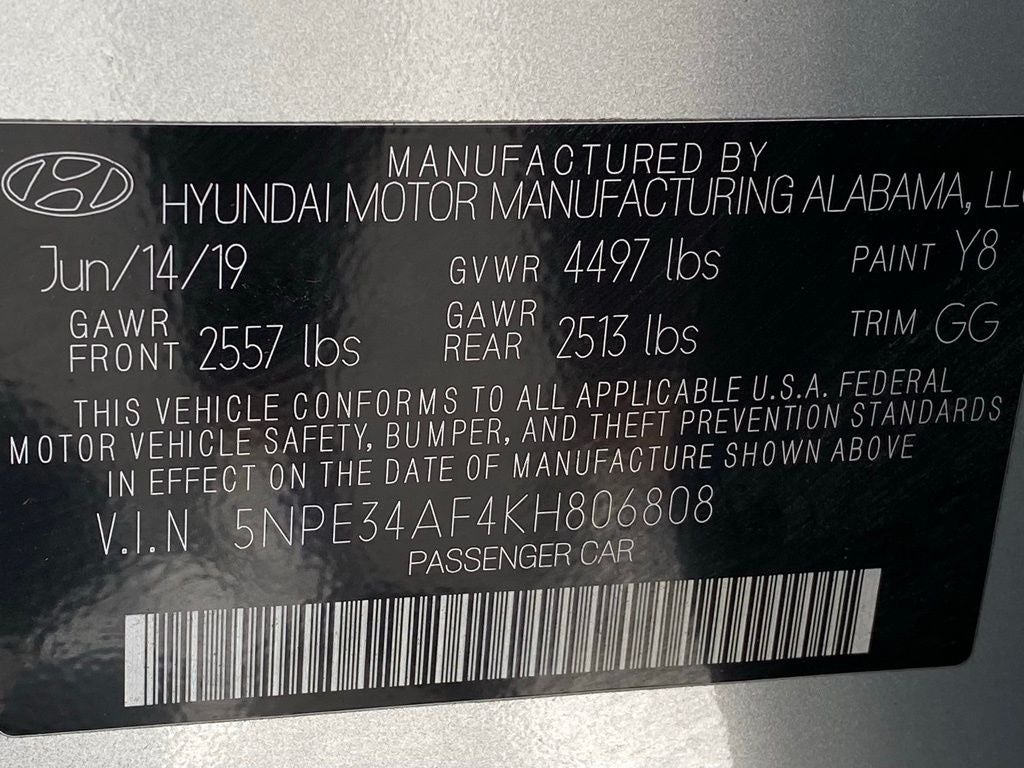 MANUFACTURED BY
HYUNDAI MOTOR MANUFACTURING ALABAMA, LLC
Jun/14/19 GVWR 4497 lbs PAINT Y8
GAWR FRONT 2557 lbs GAWR REAR 2513 lbs TRIM GG
THIS VEHICLE CONFORMS TO ALL APPLICABLE U.S.A. FEDERAL
MOTOR VEHICLE SAFETY, BUMPER, AND THEFT PREVENTION STANDARDS
IN EFFECT ON THE DATE OF MANUFACTURE SHOWN ABOVE
V.I.N 5NPE34AF4KH806808
PASSENGER CAR